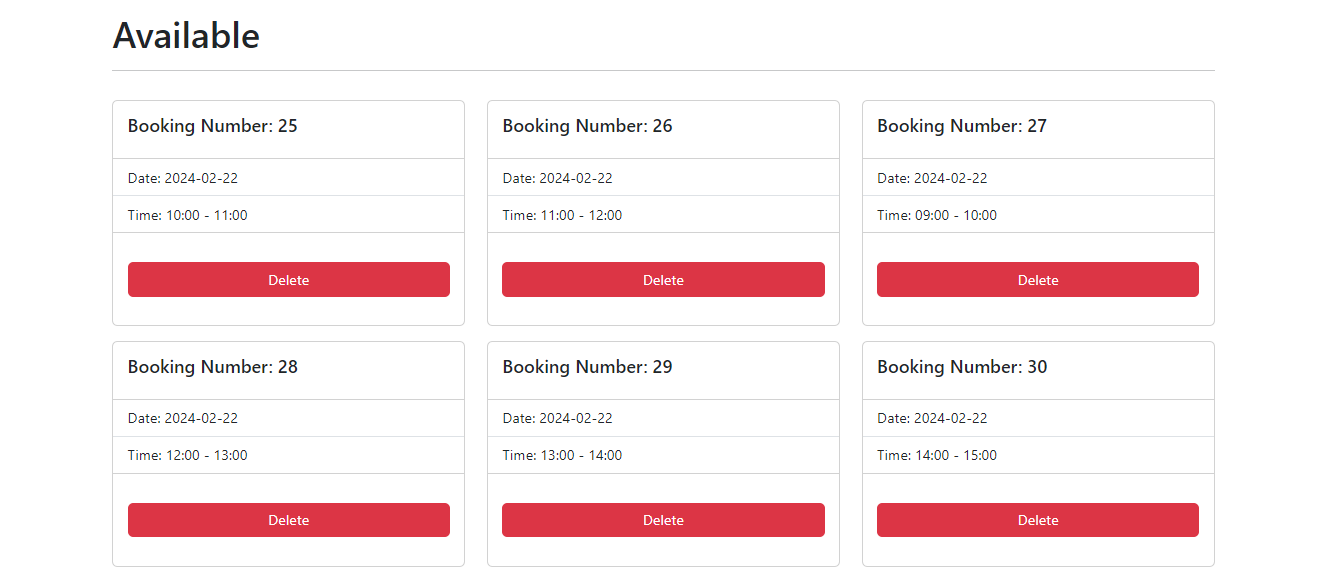 Available
Booking Number: 25
Date: 2024-02-22
Time: 10:00 - 11:00
Delete
Booking Number: 26
Date: 2024-02-22
Time: 11:00 - 12:00
Delete
Booking Number: 27
Date: 2024-02-22
Time: 09:00 - 10:00
Delete
Booking Number: 28
Date: 2024-02-22
Time: 12:00 - 13:00
Delete
Booking Number: 29
Date: 2024-02-22
Time: 13:00 - 14:00
Delete
Booking Number: 30
Date: 2024-02-22
Time: 14:00 - 15:00
Delete